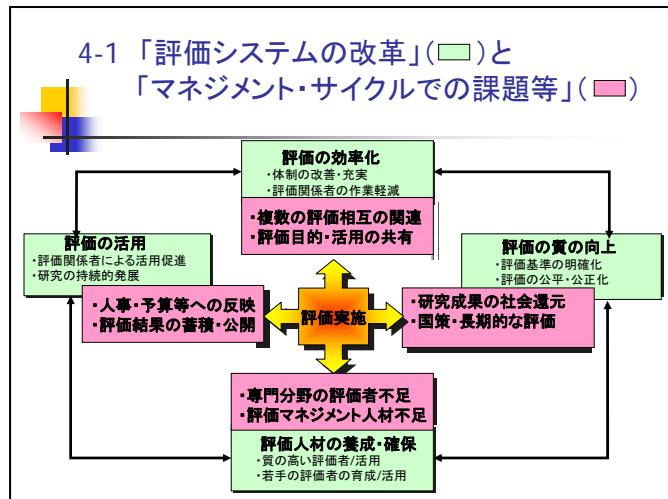 4-1 「評価システムの改革」( )と
「マネジメント・サイクルでの課題等」( )
評価の効率化
・体制の改善・充実
・評価関係者の作業軽減
・複数の評価相互の関連
・評価目的・活用の共有
評価の活用
・評価関係者による活用促進
・研究の持続的発展
・人事・予算等への反映
・評価結果の蓄積・公開
評価実施
評価の質の向上
・評価基準の明確化
・評価の公平・公正化
・研究成果の社会還元
・国策・長期的な評価
・専門分野の評価者不足
・評価マネジメント人材不足
評価人材の養成・確保
・質の高い評価者/活用
・若手の評価者の育成/活用